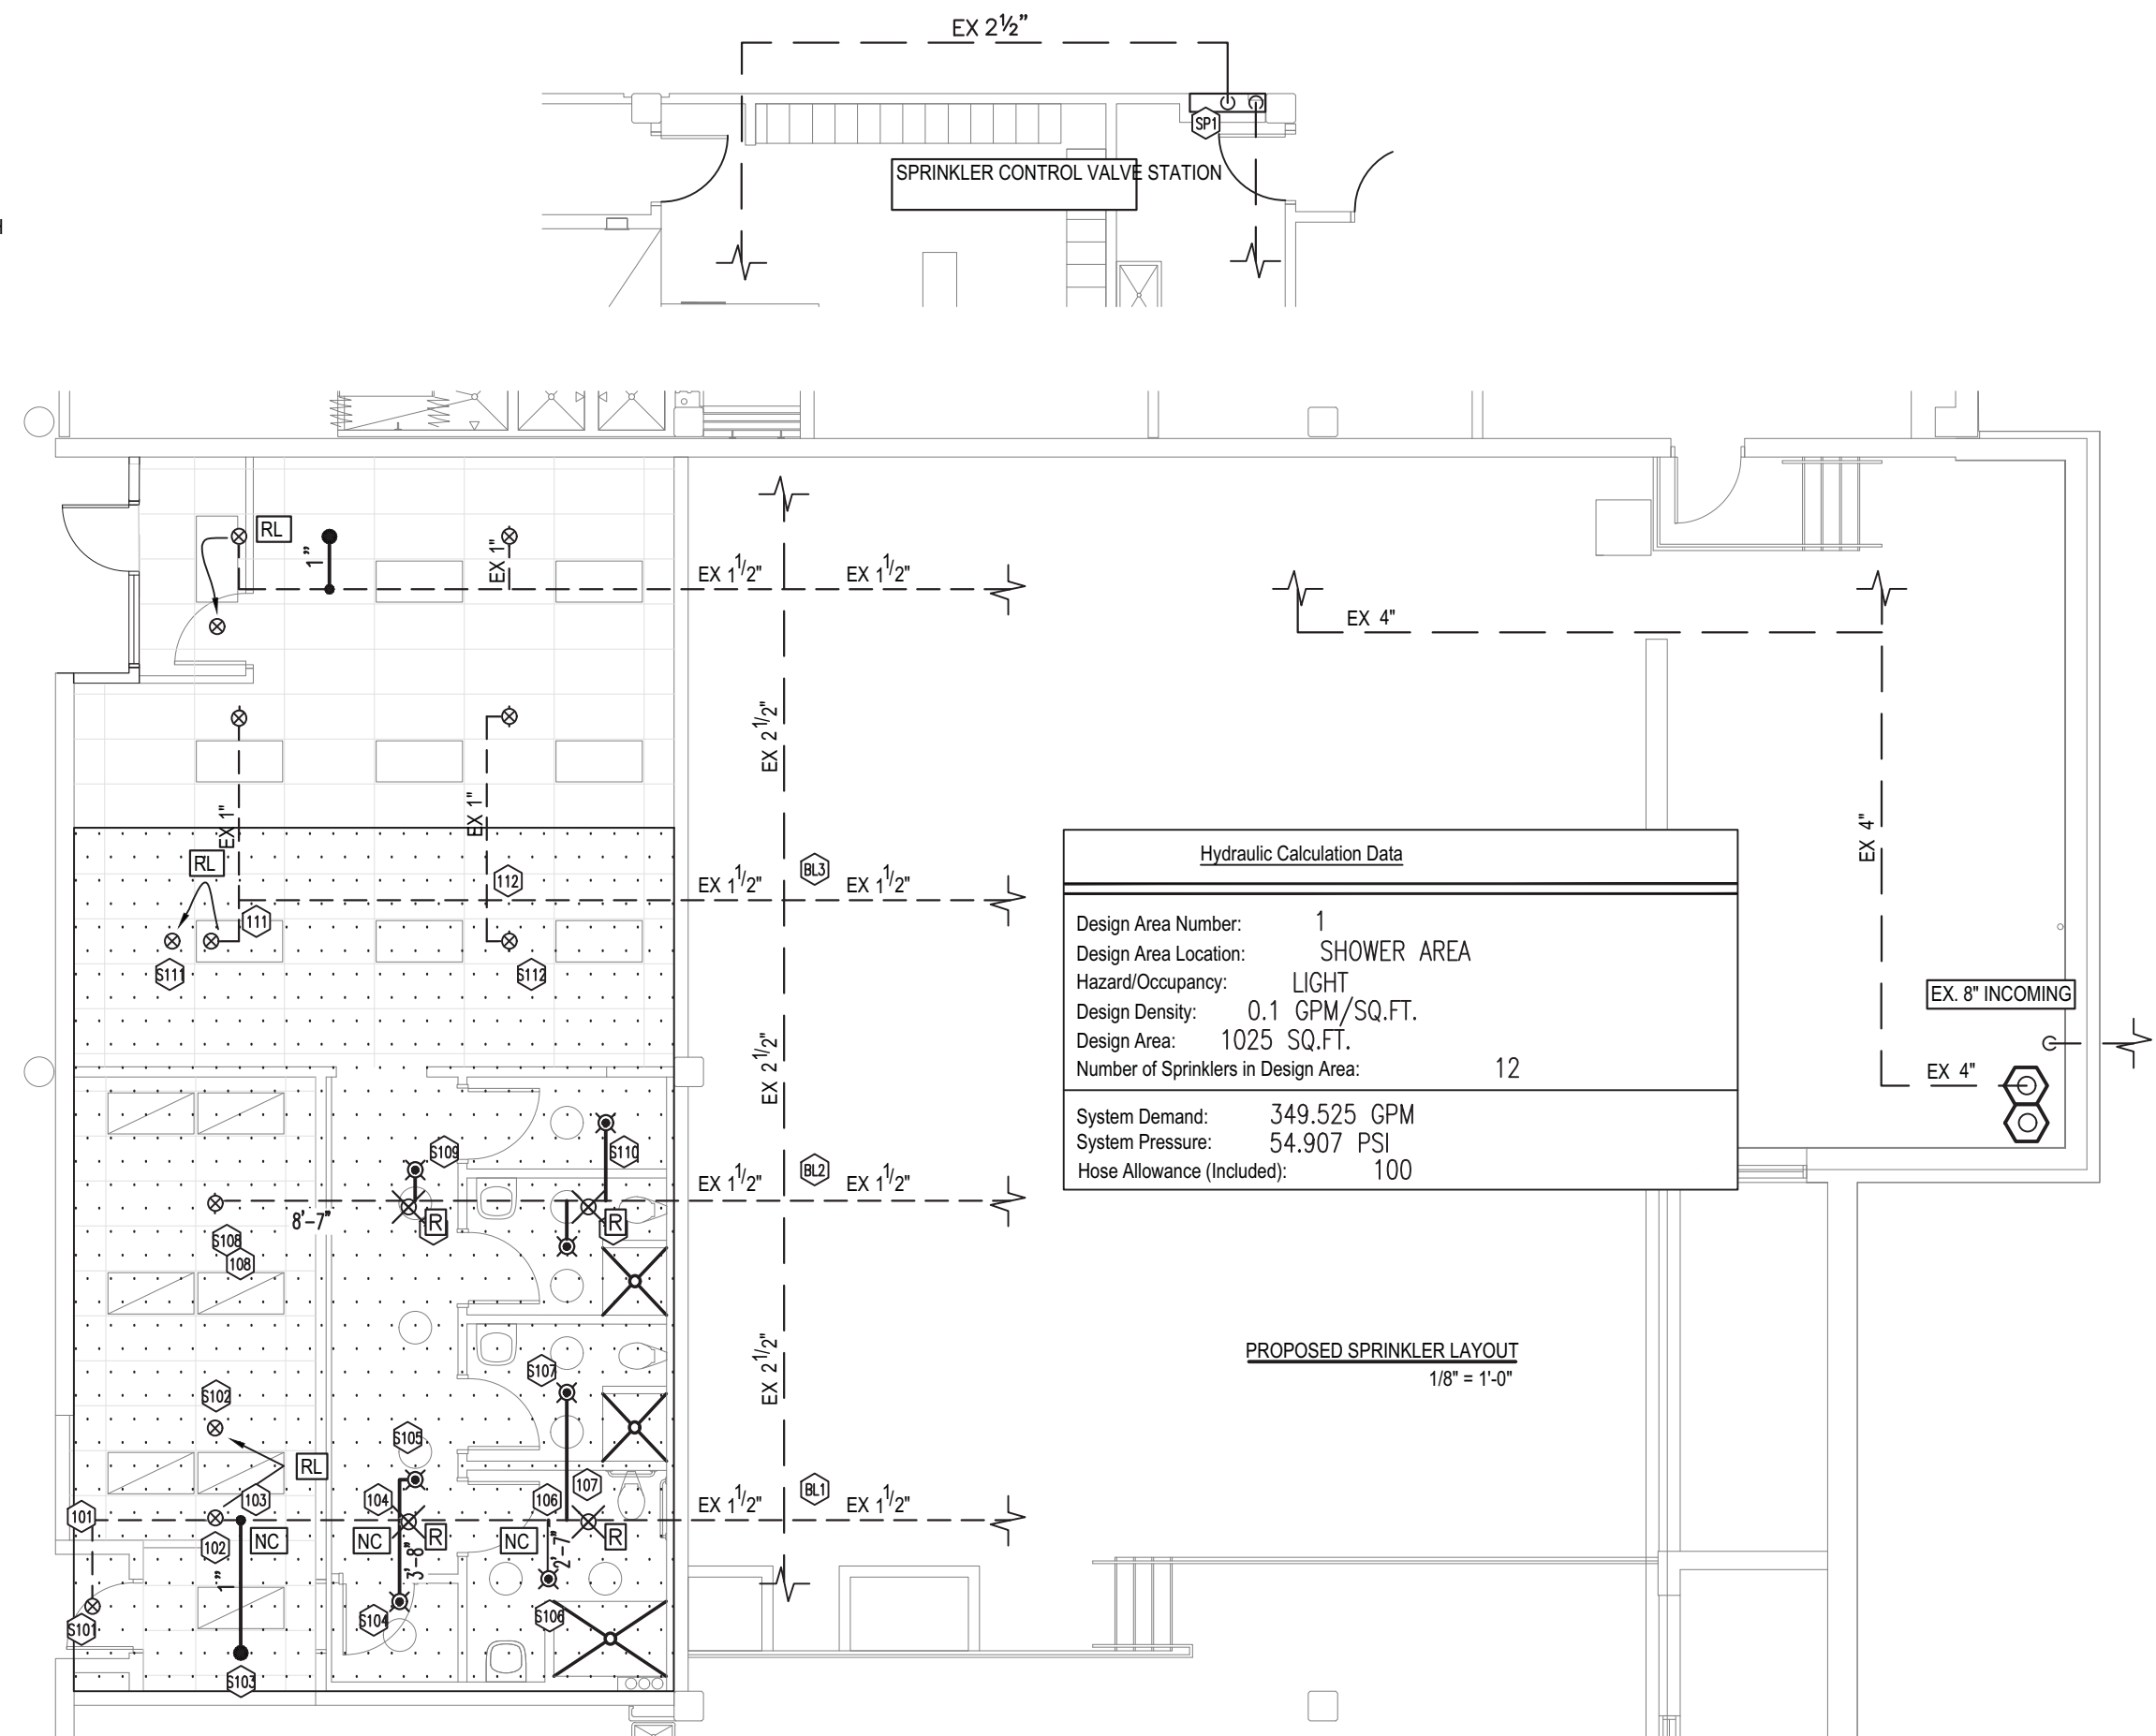 EX 2½"
SP1
SPRINKLER CONTROL VALVE STATION
RL
1"
EX 1"
EX 1½"
EX 1½"
EX 4"
EX 2½"
EX 1"
EX 1"
EX 4"
RL
112
EX 1½"
BL3
EX 1½"
111
S111
S112
Hydraulic Calculation Data
Design Area Number: 1
Design Area Location: SHOWER AREA
Hazard/Occupancy: LIGHT
Design Density: 0.1 GPM/SQ.FT.
Design Area: 1025 SQ.FT.
Number of Sprinklers in Design Area: 12
System Demand: 349.525 GPM
System Pressure: 54.907 PSI
Hose Allowance (Included): 100
EX. 8" INCOMING
EX 4"
EX 2½"
S109
S110
EX 1½"
BL2
EX 1½"
8'-7"
R
R
S108
108
PROPOSED SPRINKLER LAYOUT
1/8" = 1'-0"
EX 2½"
S107
S102
S105
RL
103
104
106
107
101
EX 1½"
BL1
EX 1½"
102
NC
NC
R
NC
R
3'-8"
2'-7"
1"
S101
S104
S106
S103